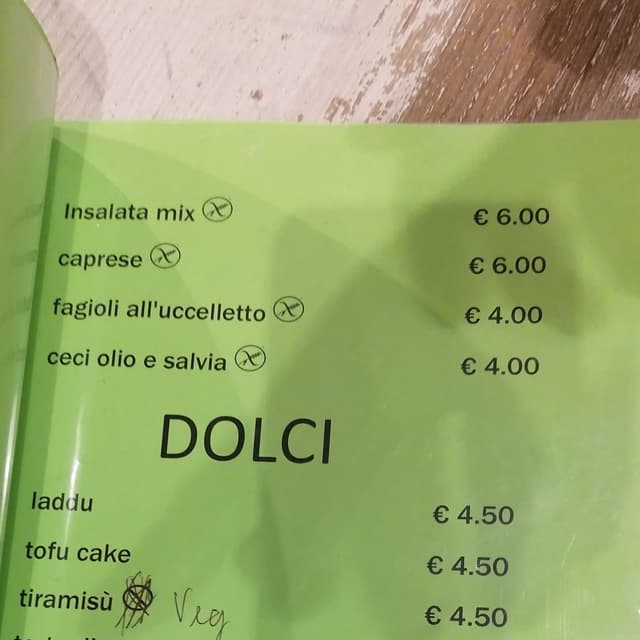 Insalata mix € 6.00
caprese € 6.00
fagioli all'uccelletto € 4.00
ceci olio e salvia € 4.00
DOLCI
laddu € 4.50
tofu cake € 4.50
tiramisù Veg € 4.50